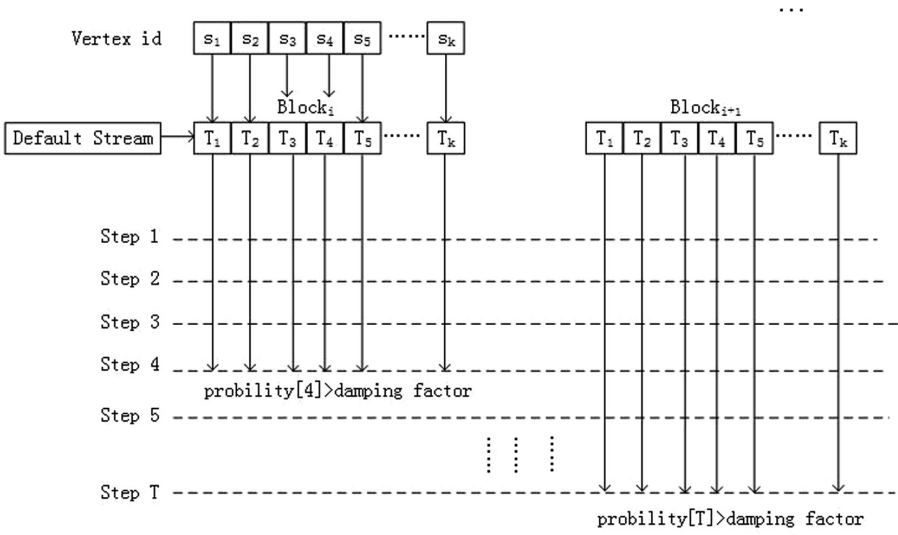 ...
Vertex id s₁ s₂ s₃ s₄ s₅ ······ sₖ
Blockᵢ Blockᵢ₊₁
Default Stream T₁ T₂ T₃ T₄ T₅ ······ Tₖ T₁ T₂ T₃ T₄ T₅ ······ Tₖ
Step 1
Step 2
Step 3
Step 4
probility[4]>damping factor
Step 5
Step T
probility[T]>damping factor